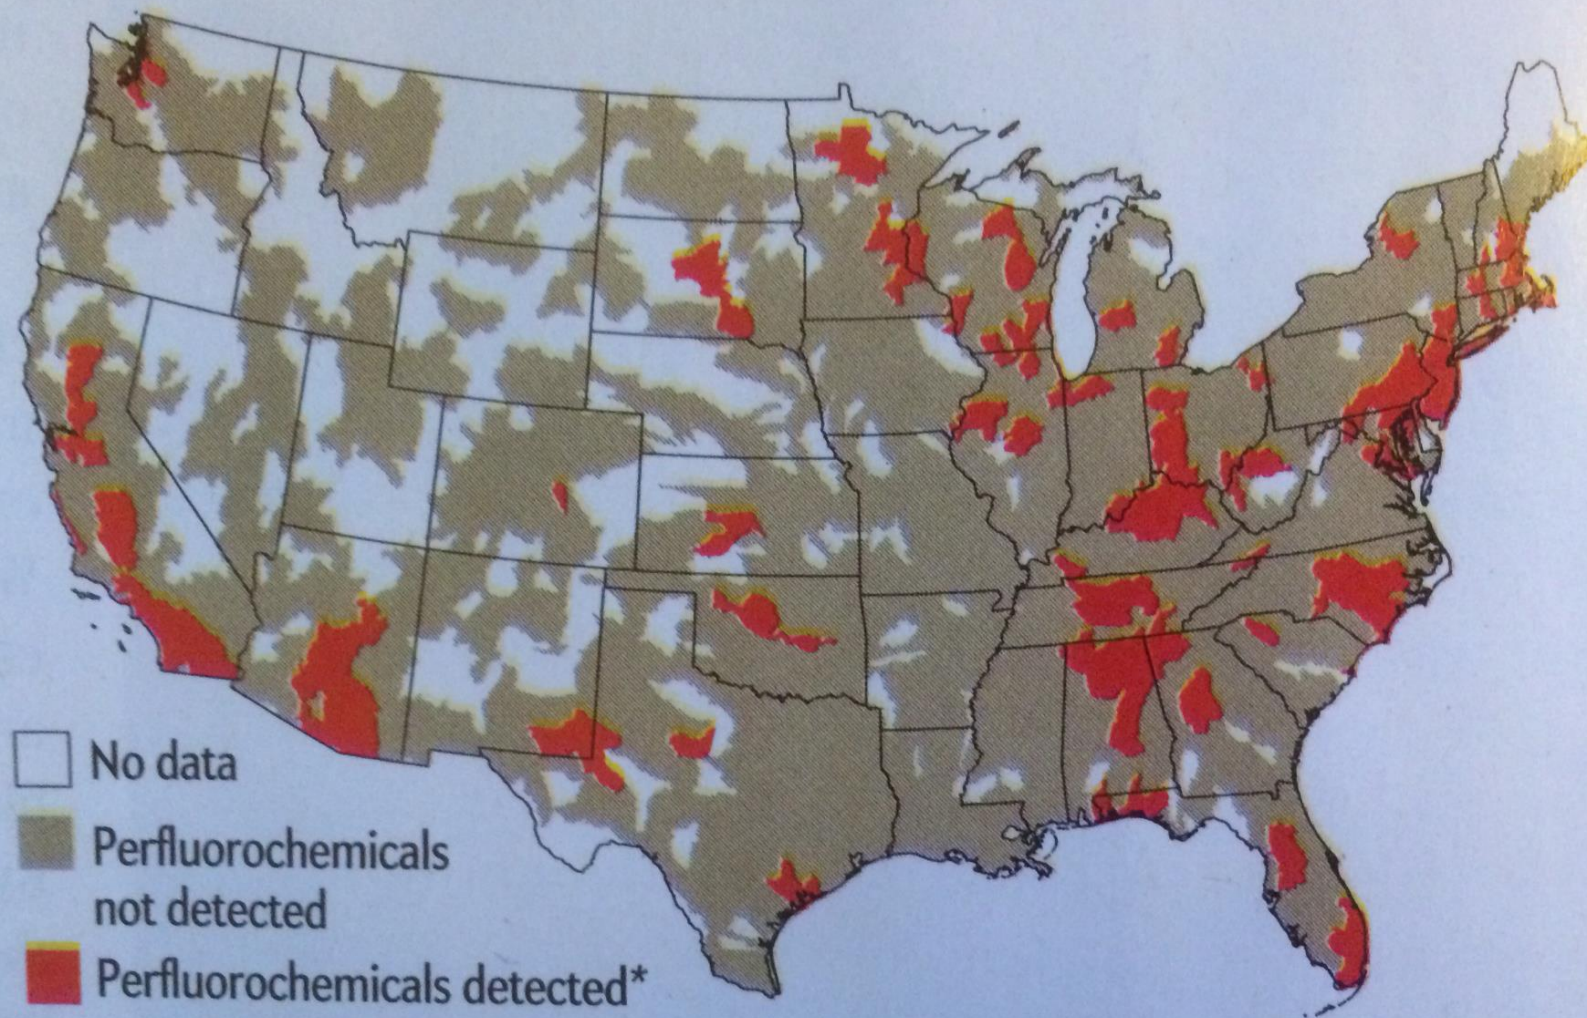 No data
Perfluorochemicals
not detected
Perfluorochemicals detected*